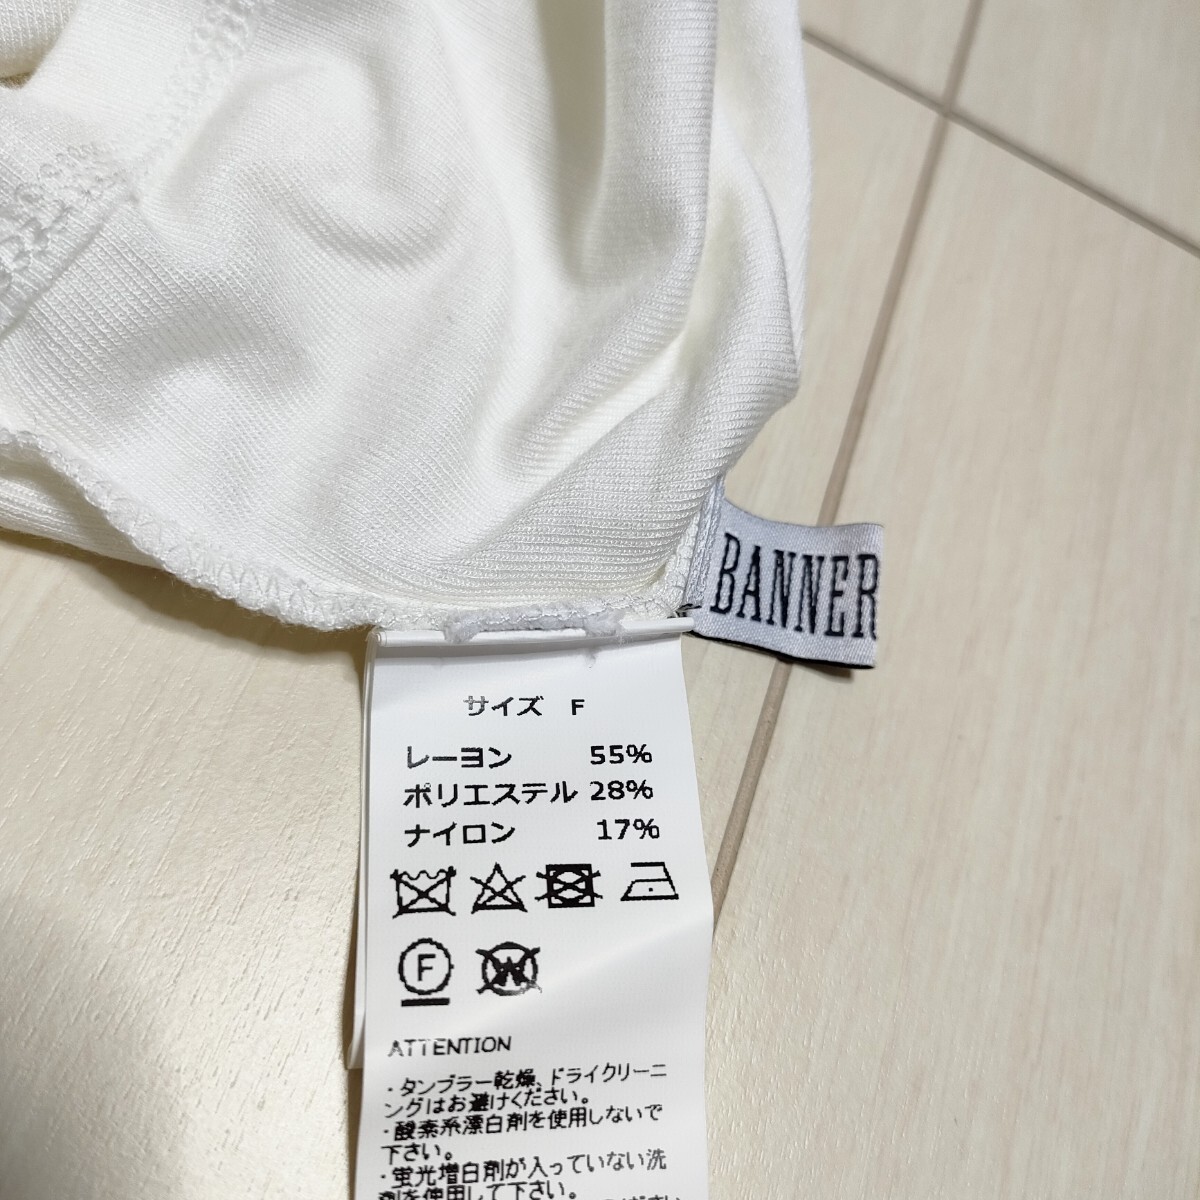 BANNER
サイズ F
レーヨン 55%
ポリエステル 28%
ナイロン 17%
F
W
ATTENTION
・タンブラー乾燥、ドライクリーニ
ングはお避けください。
・酸素系漂白剤を使用しないで
下さい。
・蛍光増白剤が入っていない洗
剤を使用して下さい。
ください